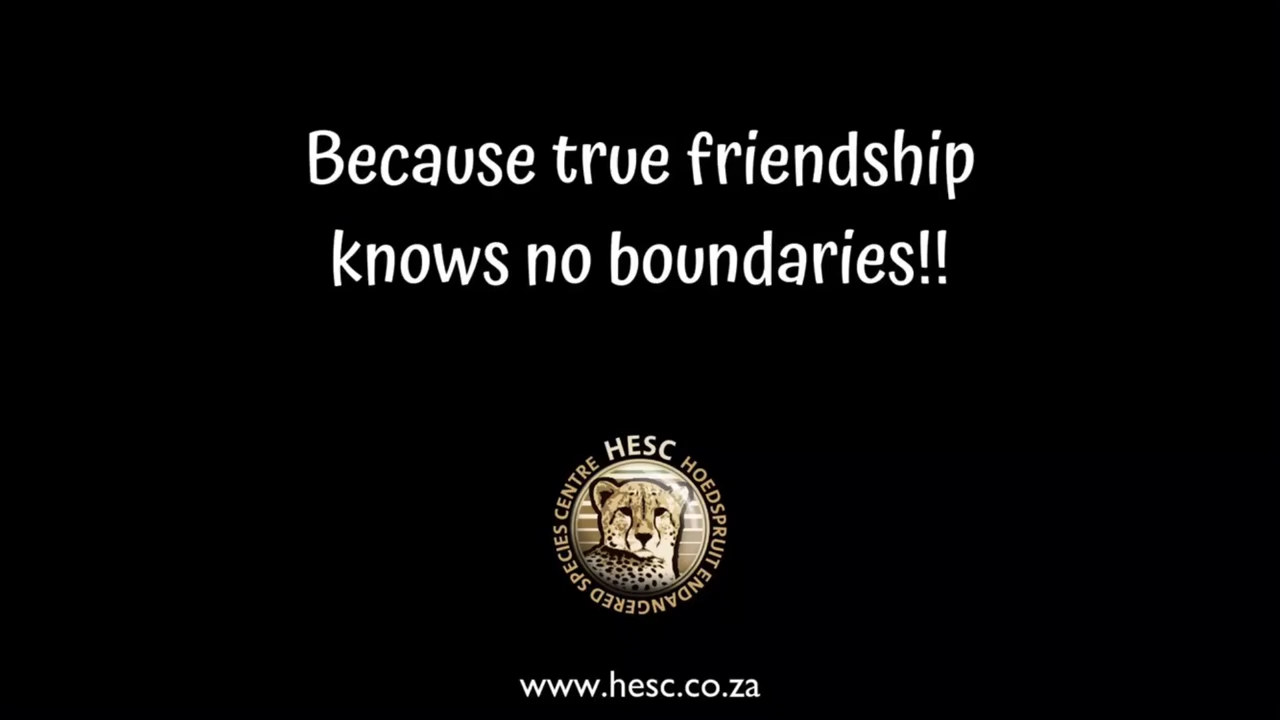 Because true friendship
knows no boundaries!!
HESC
HOEDSPRUIT ENDANGERED SPECIES CENTRE
www.hesc.co.za